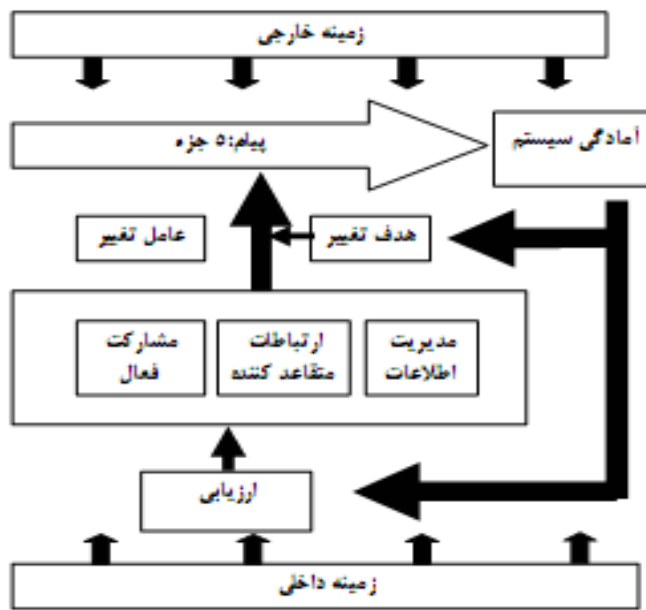 زمینه خارجی
پیام:۵ جزء
آمادگی سیستم
هدف تغییر
عامل تغییر
مدیریت
اطلاعات
ارتباطات
متقاعد کننده
مشارکت
فعال
ارزیابی
زمینه داخلی